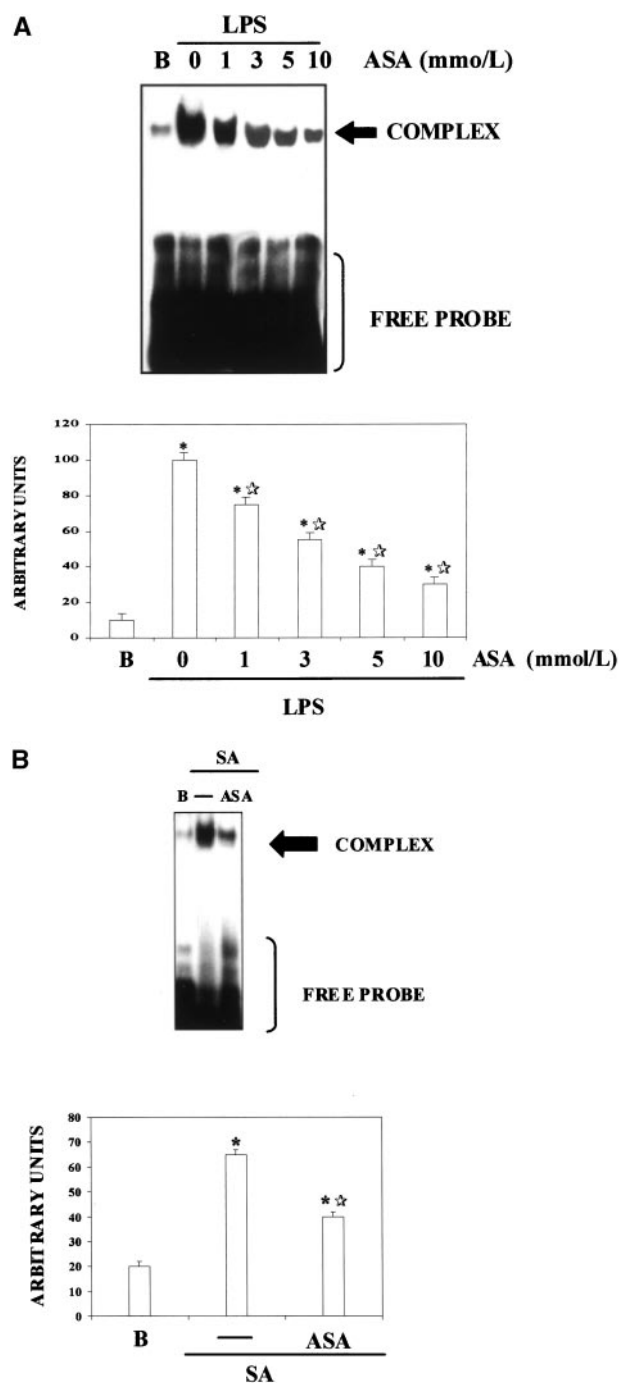 A
LPS
B 0 1 3 5 10 ASA (mmo/L)
COMPLEX
FREE PROBE
ARBITRARY UNITS
120
100
80
60
40
20
0
* *☆ *☆ *☆ *☆
B 0 1 3 5 10 ASA (mmol/L)
LPS
B
SA
B — ASA
COMPLEX
FREE PROBE
ARBITRARY UNITS
80
70
60
50
40
30
20
10
0
* *☆
B — ASA
SA